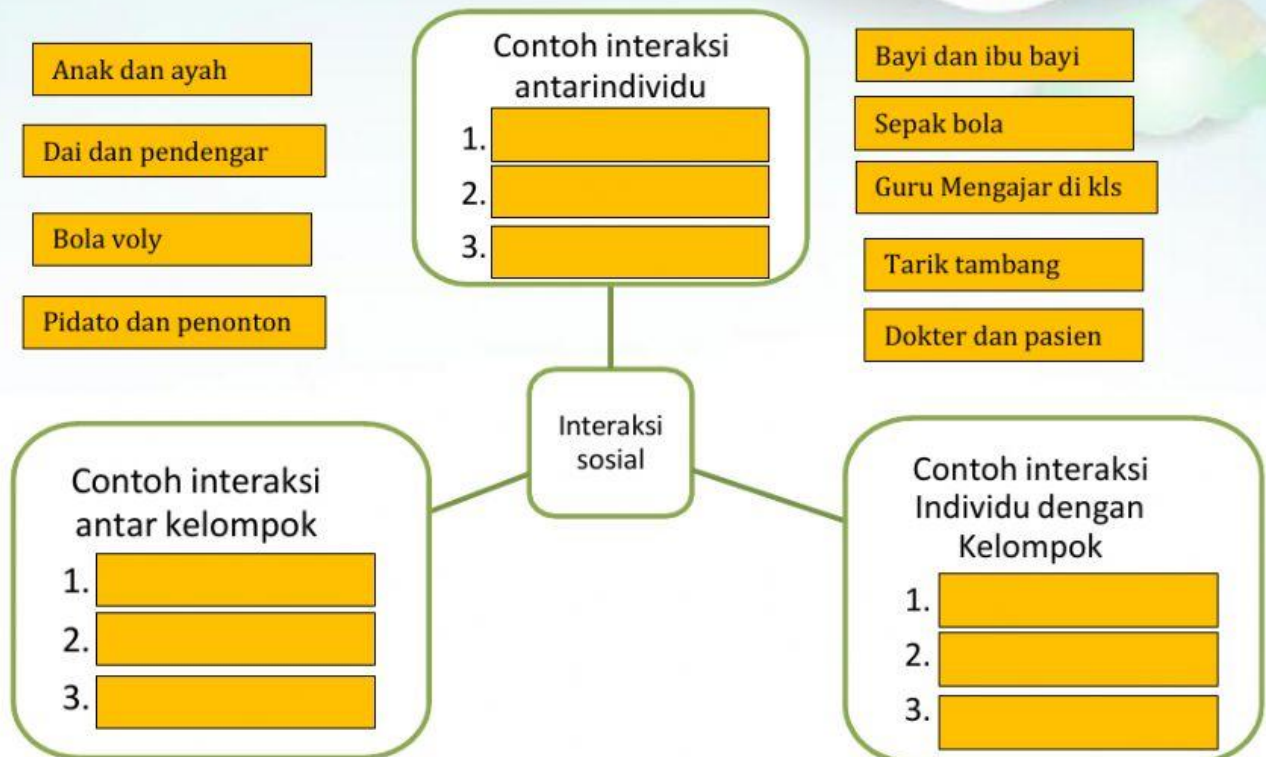 Anak dan ayah
Dai dan pendengar
Bola voly
Pidato dan penonton
Contoh interaksi
antarindividu
1.
2.
3.
Bayi dan ibu bayi
Sepak bola
Guru Mengajar di kls
Tarik tambang
Dokter dan pasien
Interaksi
sosial
Contoh interaksi
antar kelompok
1.
2.
3.
Contoh interaksi
Individu dengan
Kelompok
1.
2.
3.